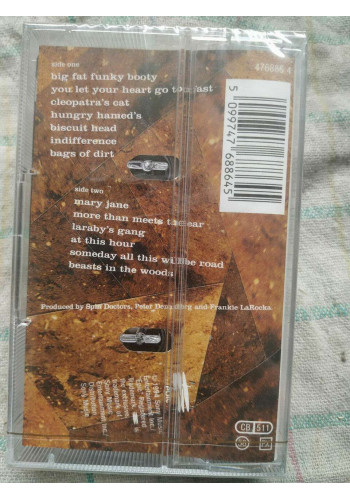 476686 4
side one
big fat funky booty
you let your heart go too fast
cleopatra's cat
hungry hamed's
biscuit head
indifference
bags of dirt
side two
mary jane
more than meets the ear
laraby's gang
at this hour
someday all this will be road
beasts in the woods
Produced by Spin Doctors, Peter Denenberg and Frankie LaRocka.
5 099747 668645
CB 511